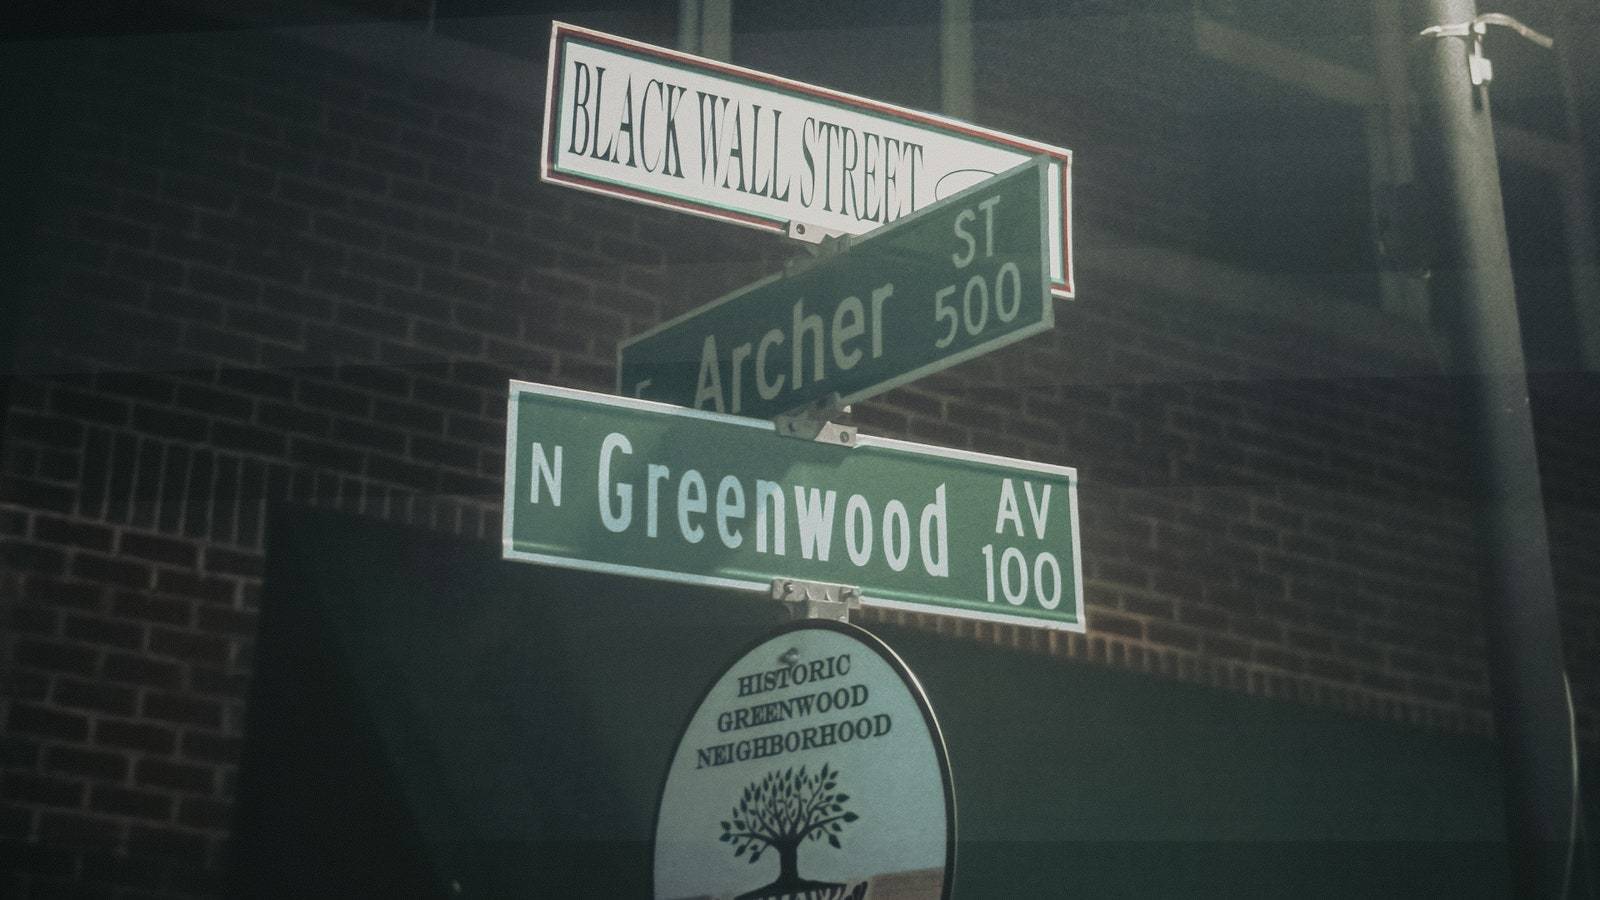 BLACK WALL STREET
ST
Archer
500
N Greenwood AV
100
HISTORIC
GREENWOOD
NEIGHBORHOOD